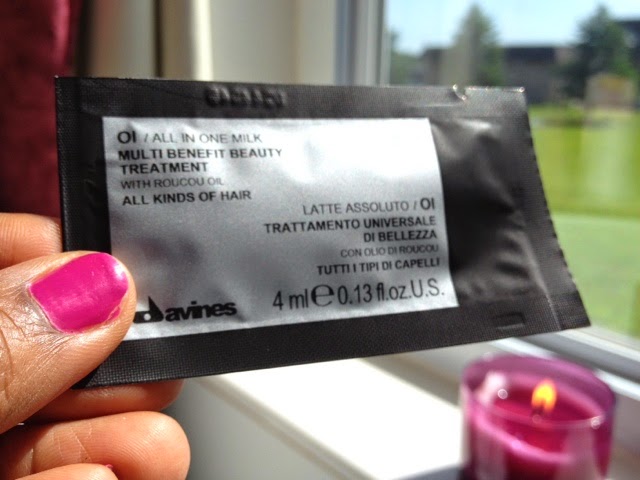 OI / ALL IN ONE MILK
MULTI BENEFIT BEAUTY
TREATMENT
WITH ROUCOU OIL
ALL KINDS OF HAIR
LATTE ASSOLUTO / OI
TRATTAMENTO UNIVERSALE
DI BELLEZZA
CON OLIO DI ROUCOU
TUTTI I TIPI DI CAPELLI
davines
4 ml ℮ 0.13 fl.oz.U.S.